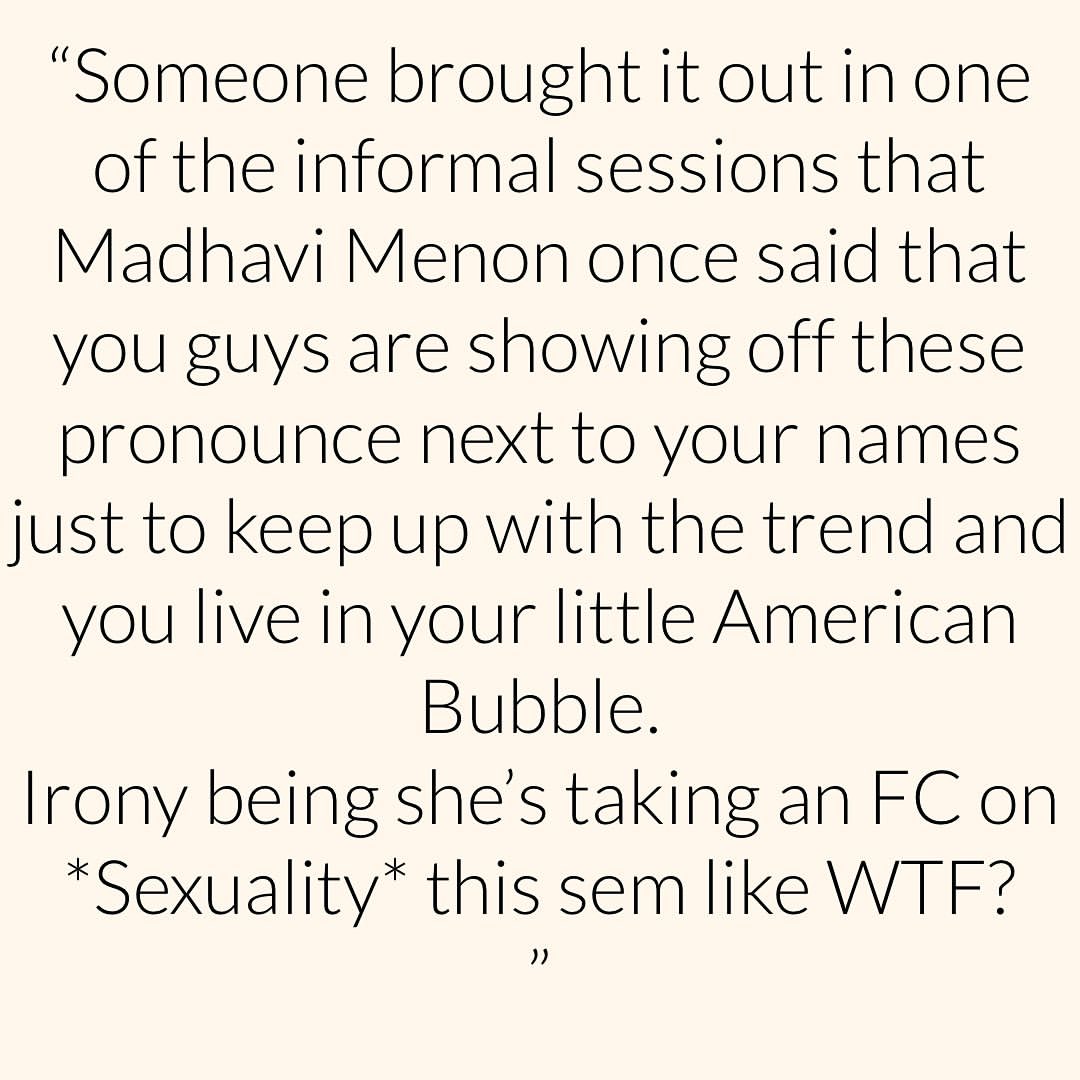 “Someone brought it out in one
of the informal sessions that
Madhavi Menon once said that
you guys are showing off these
pronounce next to your names
just to keep up with the trend and
you live in your little American
Bubble.
Irony being she’s taking an FC on
*Sexuality* this sem like WTF?
”